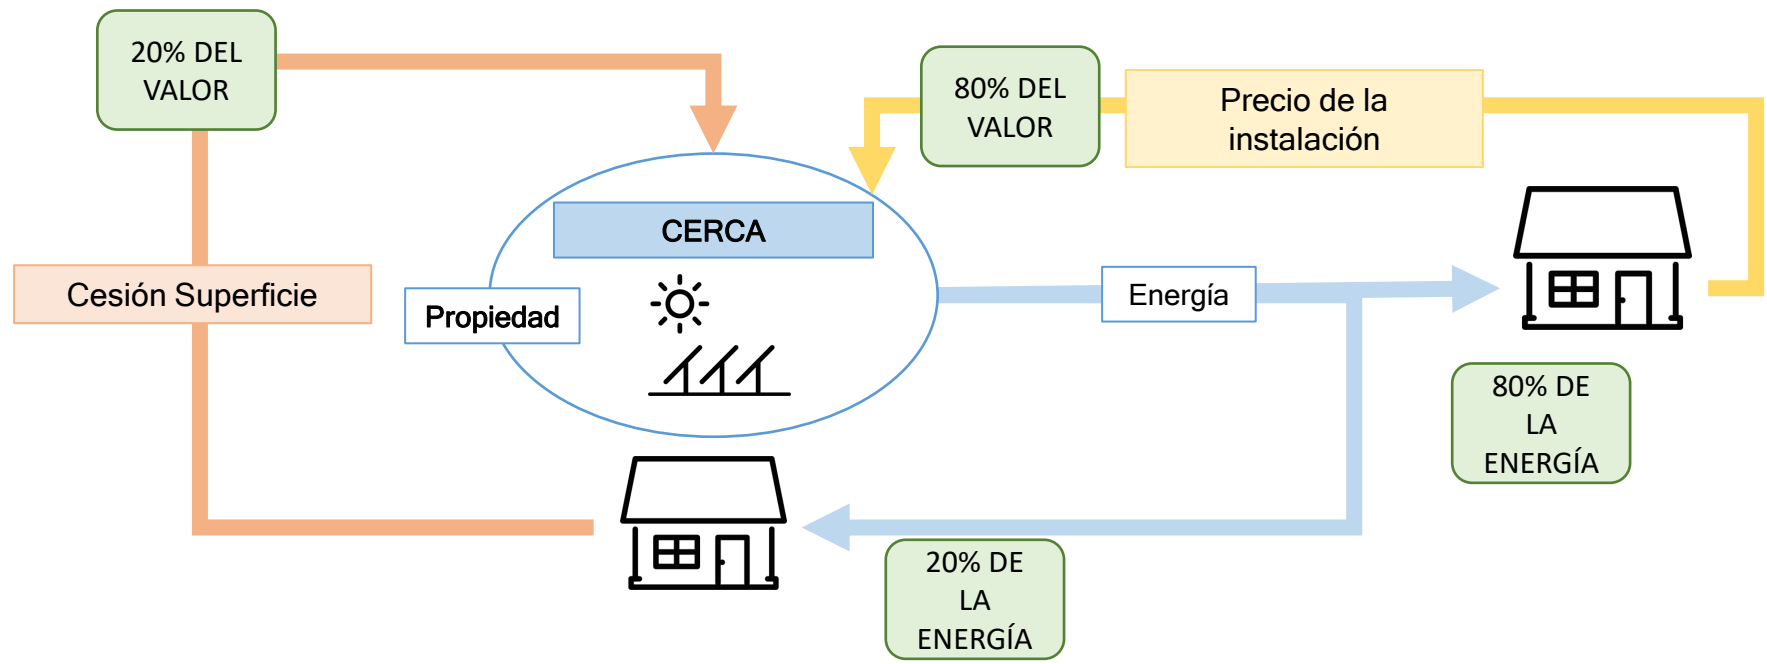 20% DEL
VALOR
80% DEL
VALOR
Precio de la
instalación
CERCA
Cesión Superficie
Propiedad
Energía
80% DE
LA
ENERGÍA
20% DE
LA
ENERGÍA